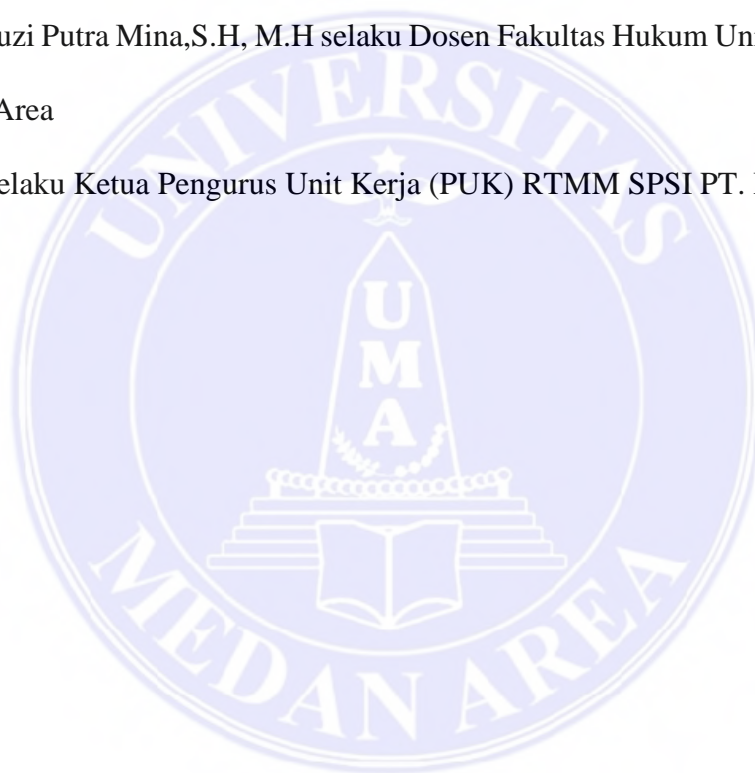 uzi Putra Mina,S.H, M.H selaku Dosen Fakultas Hukum Uni
Area
elaku Ketua Pengurus Unit Kerja (PUK) RTMM SPSI PT.
UNIVERSITAS
UMA
MEDAN AREA